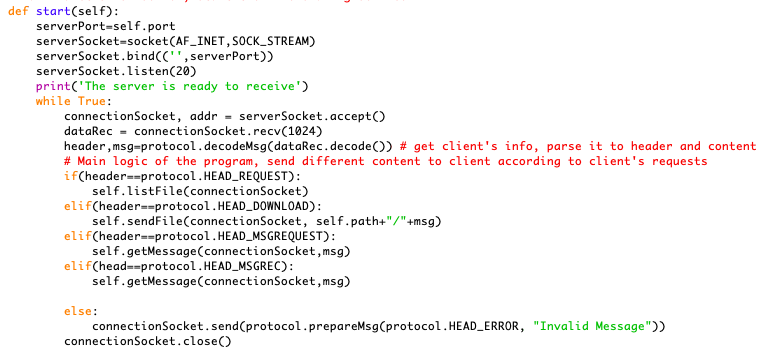 def start(self):
    serverPort=self.port
    serverSocket=socket(AF_INET,SOCK_STREAM)
    serverSocket.bind(('',serverPort))
    serverSocket.listen(20)
    print('The server is ready to receive')
    while True:
        connectionSocket, addr = serverSocket.accept()
        dataRec = connectionSocket.recv(1024)
        header,msg=protocol.decodeMsg(dataRec.decode()) # get client's info, parse it to header and content
        # Main logic of the program, send different content to client according to client's requests
        if(header==protocol.HEAD_REQUEST):
            self.listFile(connectionSocket)
        elif(header==protocol.HEAD_DOWNLOAD):
            self.sendFile(connectionSocket, self.path+"/"+msg)
        elif(header==protocol.HEAD_MSGREQUEST):
            self.getMessage(connectionSocket,msg)
        elif(head==protocol.HEAD_MSGREC):
            self.getMessage(connectionSocket,msg)

        else:
            connectionSocket.send(protocol.prepareMsg(protocol.HEAD_ERROR, "Invalid Message"))
        connectionSocket.close()